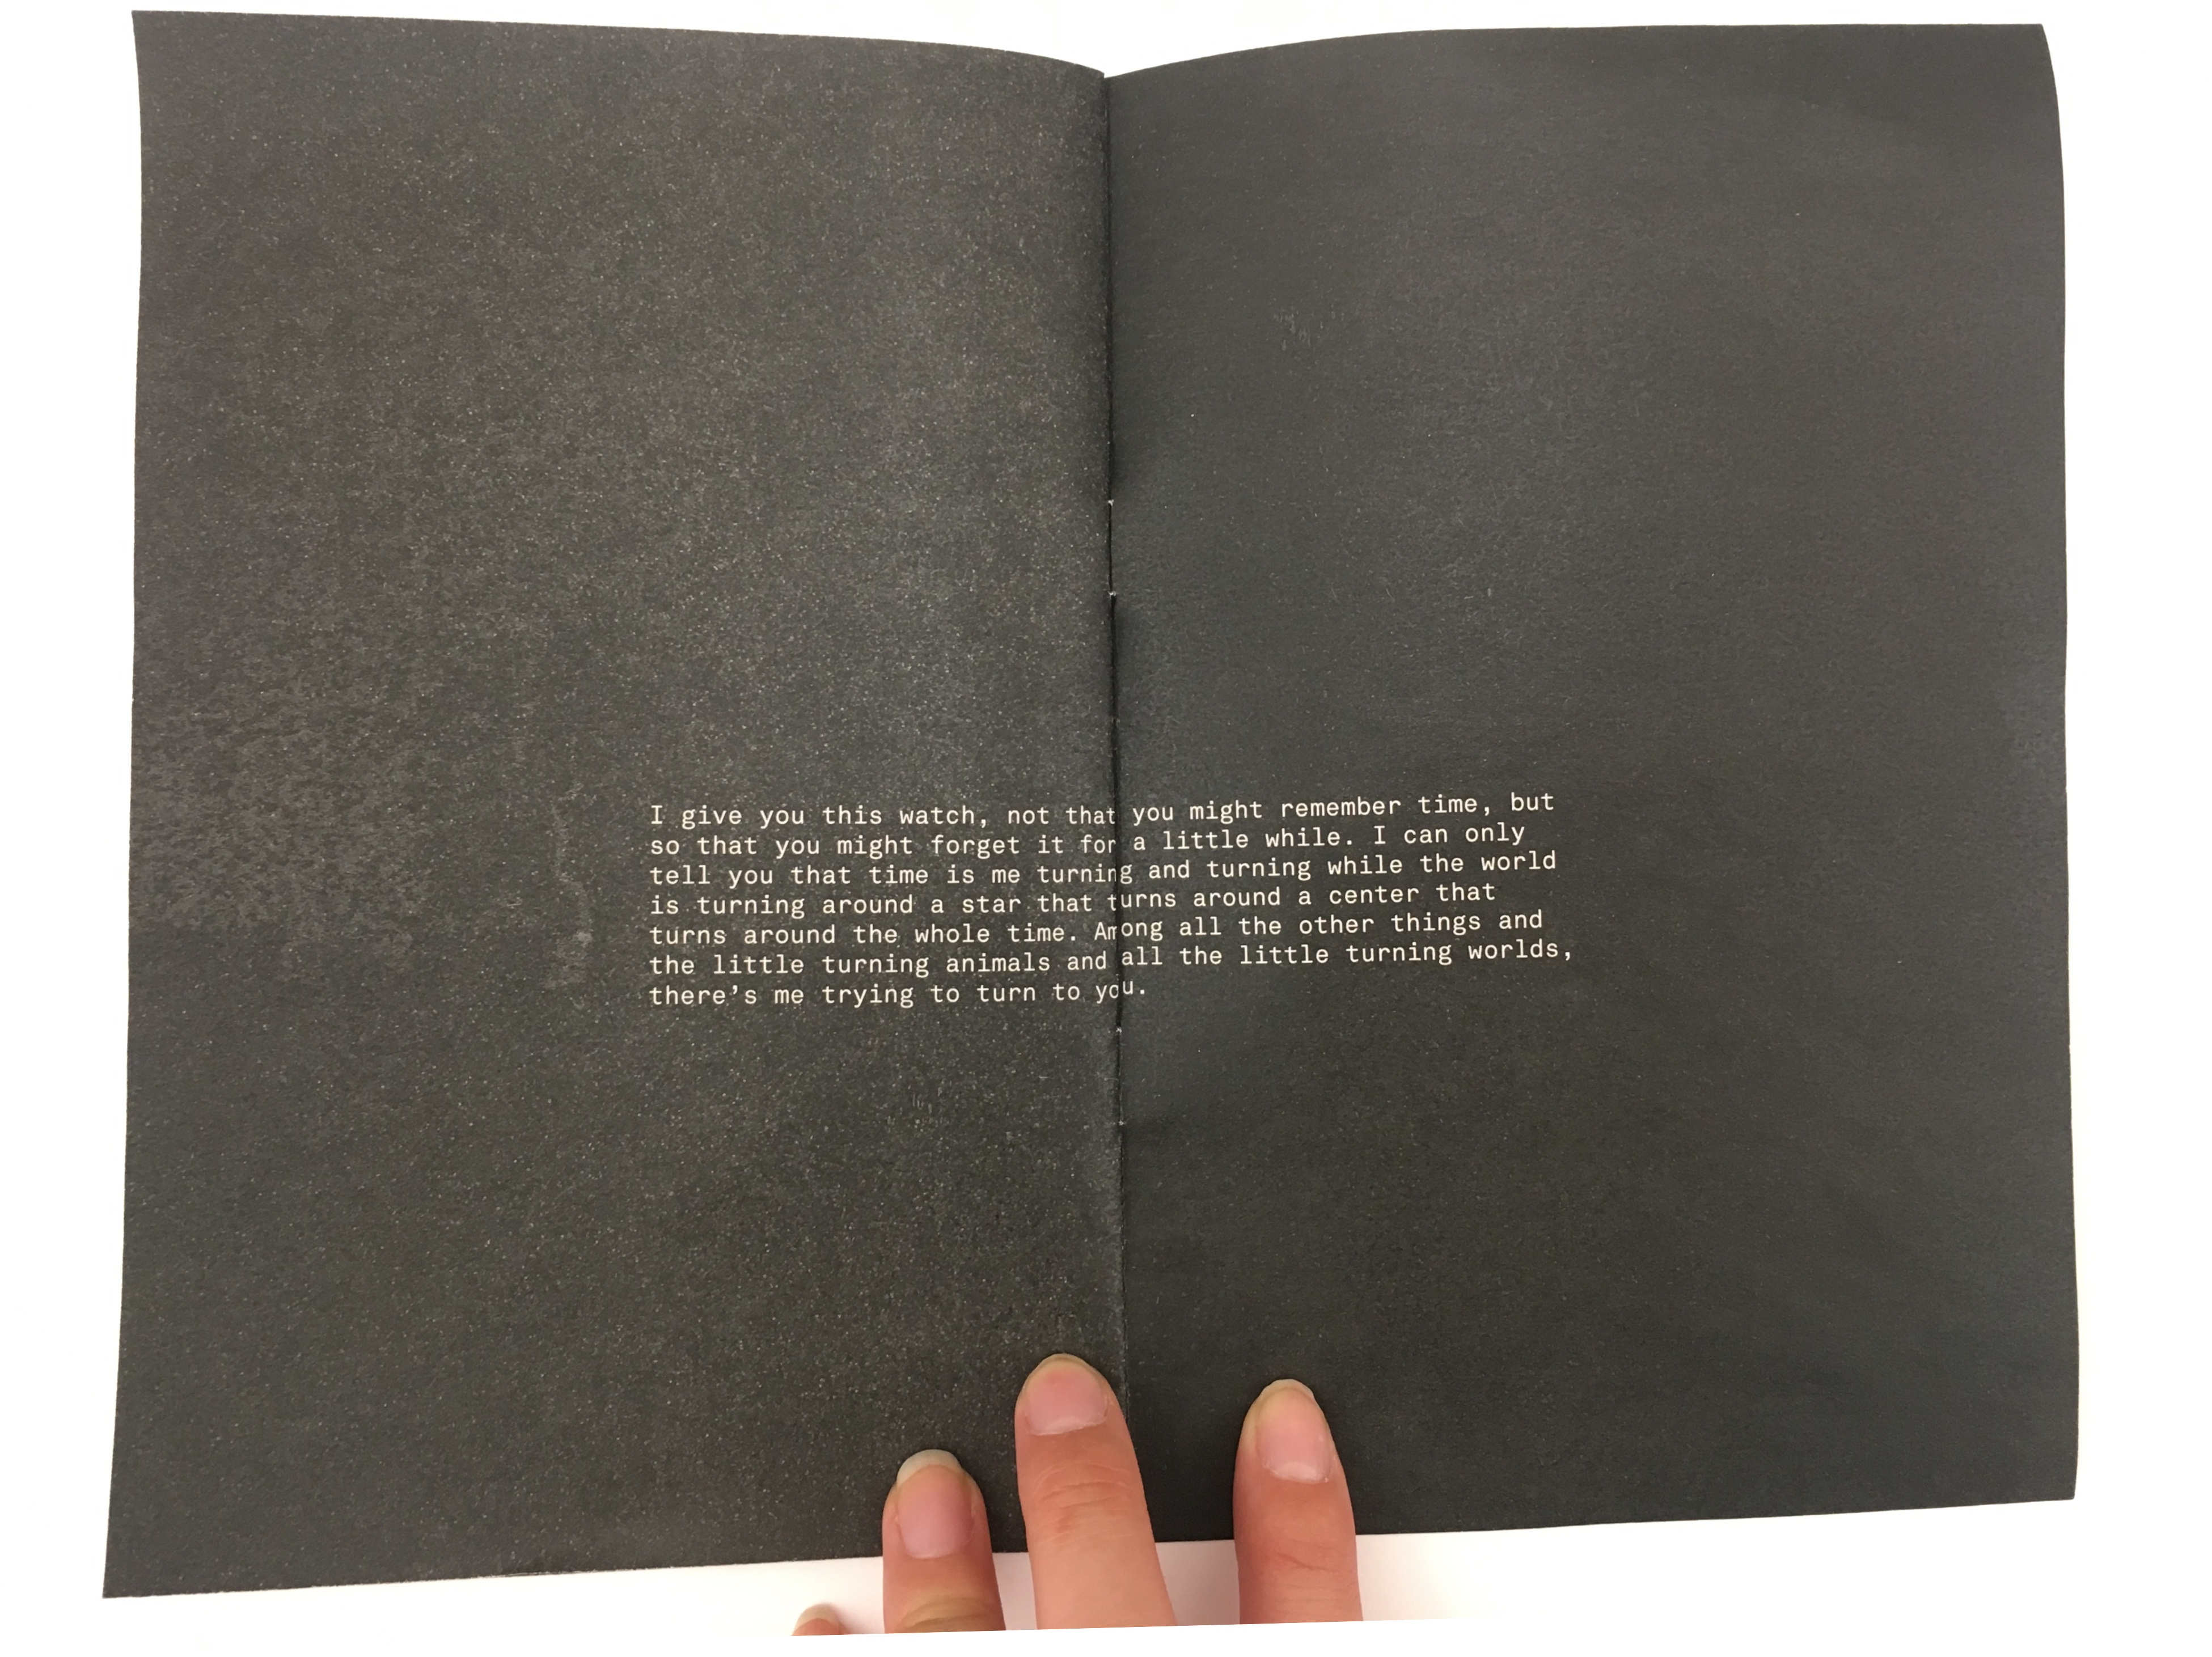 I give you this watch, not that you might remember time, but
so that you might forget it for a little while. I can only
tell you that time is me turning and turning while the world
is turning around a star that turns around a center that
turns around the whole time. Among all the other things and
the little turning animals and all the little turning worlds,
there’s me trying to turn to you.